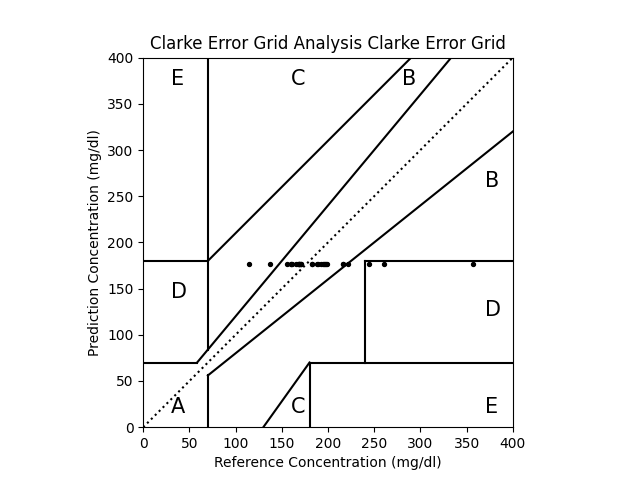 Clarke Error Grid Analysis Clarke Error Grid
400
350
300
250
200
150
100
50
0
Prediction Concentration (mg/dl)
E
C
B
B
D
D
A
C
E
0
50
100
150
200
250
300
350
400
Reference Concentration (mg/dl)